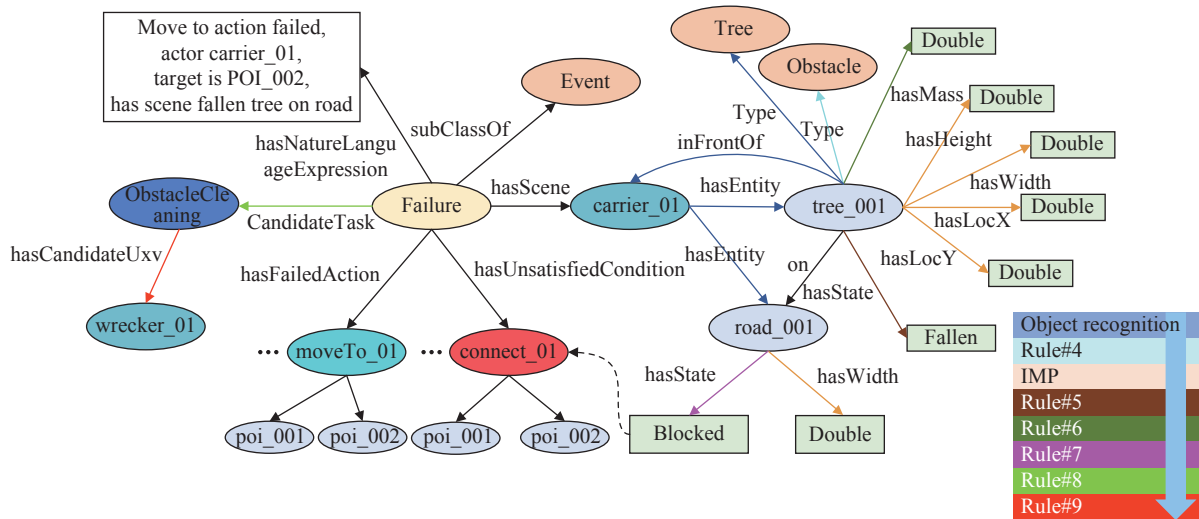 Move to action failed,
actor carrier_01,
target is POI_002,
has scene fallen tree on road
Tree
Event
Obstacle
Double
hasMass
Double
hasNatureLangu
ageExpression
subClassOf
Type
Type
hasHeight
Double
inFrontOf
hasWidth
ObstacleCle
aning
CandidateTask
Failure
hasScene
carrier_01
hasEntity
tree_001
hasLocX
Double
hasCandidateUxv
hasFailedAction
hasUnsatisfiedCondition
hasEntity
on
hasState
hasLocY
Double
wrecker_01
road_001
Fallen
... moveTo_01
... connect_01
hasState
hasWidth
poi_001
poi_002
poi_001
poi_002
Blocked
Double
Object recognition
Rule#4
IMP
Rule#5
Rule#6
Rule#7
Rule#8
Rule#9